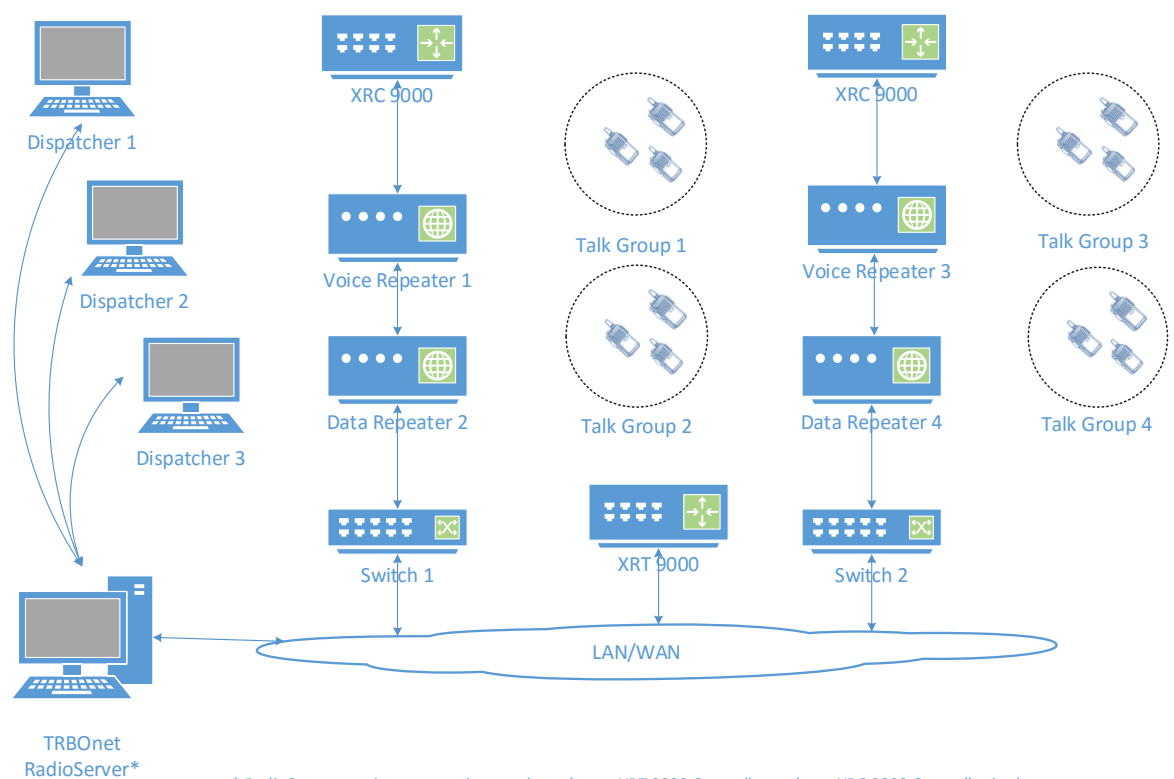 Dispatcher 1
Dispatcher 2
Dispatcher 3
TRBOnet
RadioServer*
XRC 9000
Voice Repeater 1
Data Repeater 2
Switch 1
Talk Group 1
Talk Group 2
XRT 9000
LAN/WAN
XRC 9000
Voice Repeater 3
Data Repeater 4
Switch 2
Talk Group 3
Talk Group 4